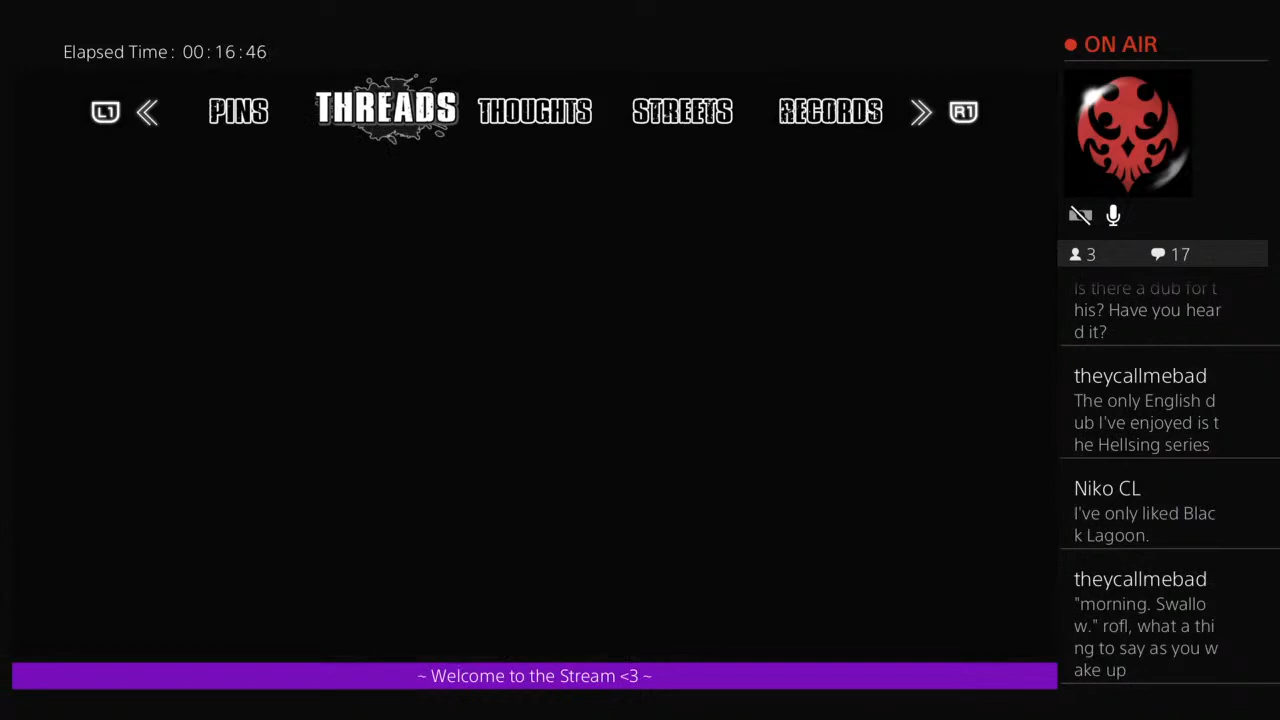 Elapsed Time: 00:16:46
ON AIR
L1 PINS THREADS THOUGHTS STREETS RECORDS R1
3 17
Is there a dub for t
his? Have you hear
d it?
theycallmebad
The only English d
ub I've enjoyed is t
he Hellsing series
Niko CL
I've only liked Blac
k Lagoon.
theycallmebad
"morning. Swallo
w." rofl, what a thi
ng to say as you w
ake up
~ Welcome to the Stream <3 ~